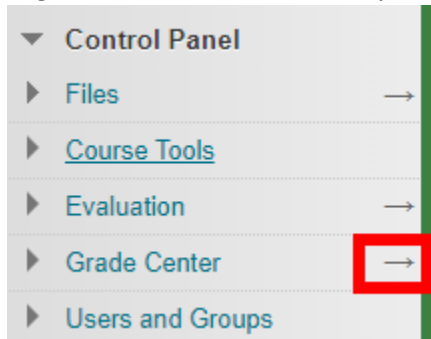 Control Panel
Files
Course Tools
Evaluation
Grade Center
Users and Groups